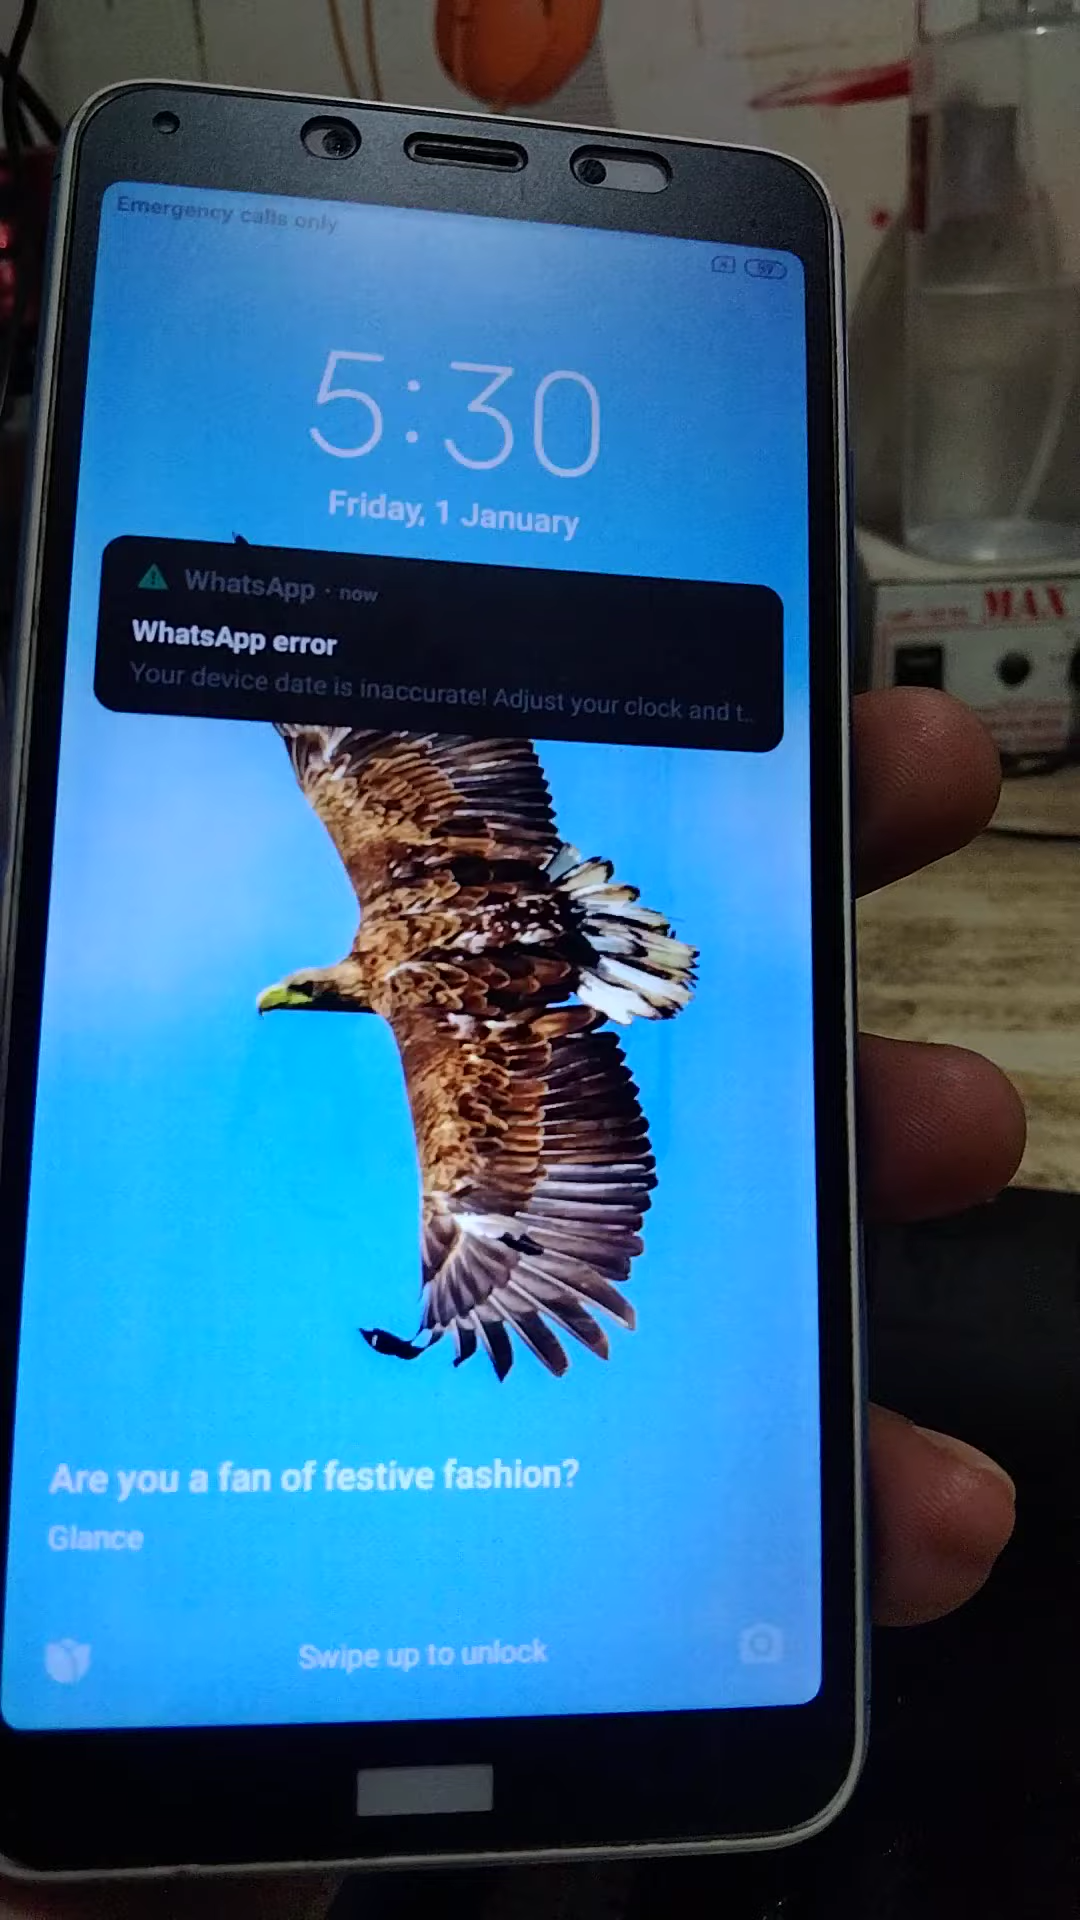 Emergency calls only
5:30
Friday, 1 January
WhatsApp · now
WhatsApp error
Your device date is inaccurate! Adjust your clock and t...
MAX
Are you a fan of festive fashion?
Glance
Swipe up to unlock